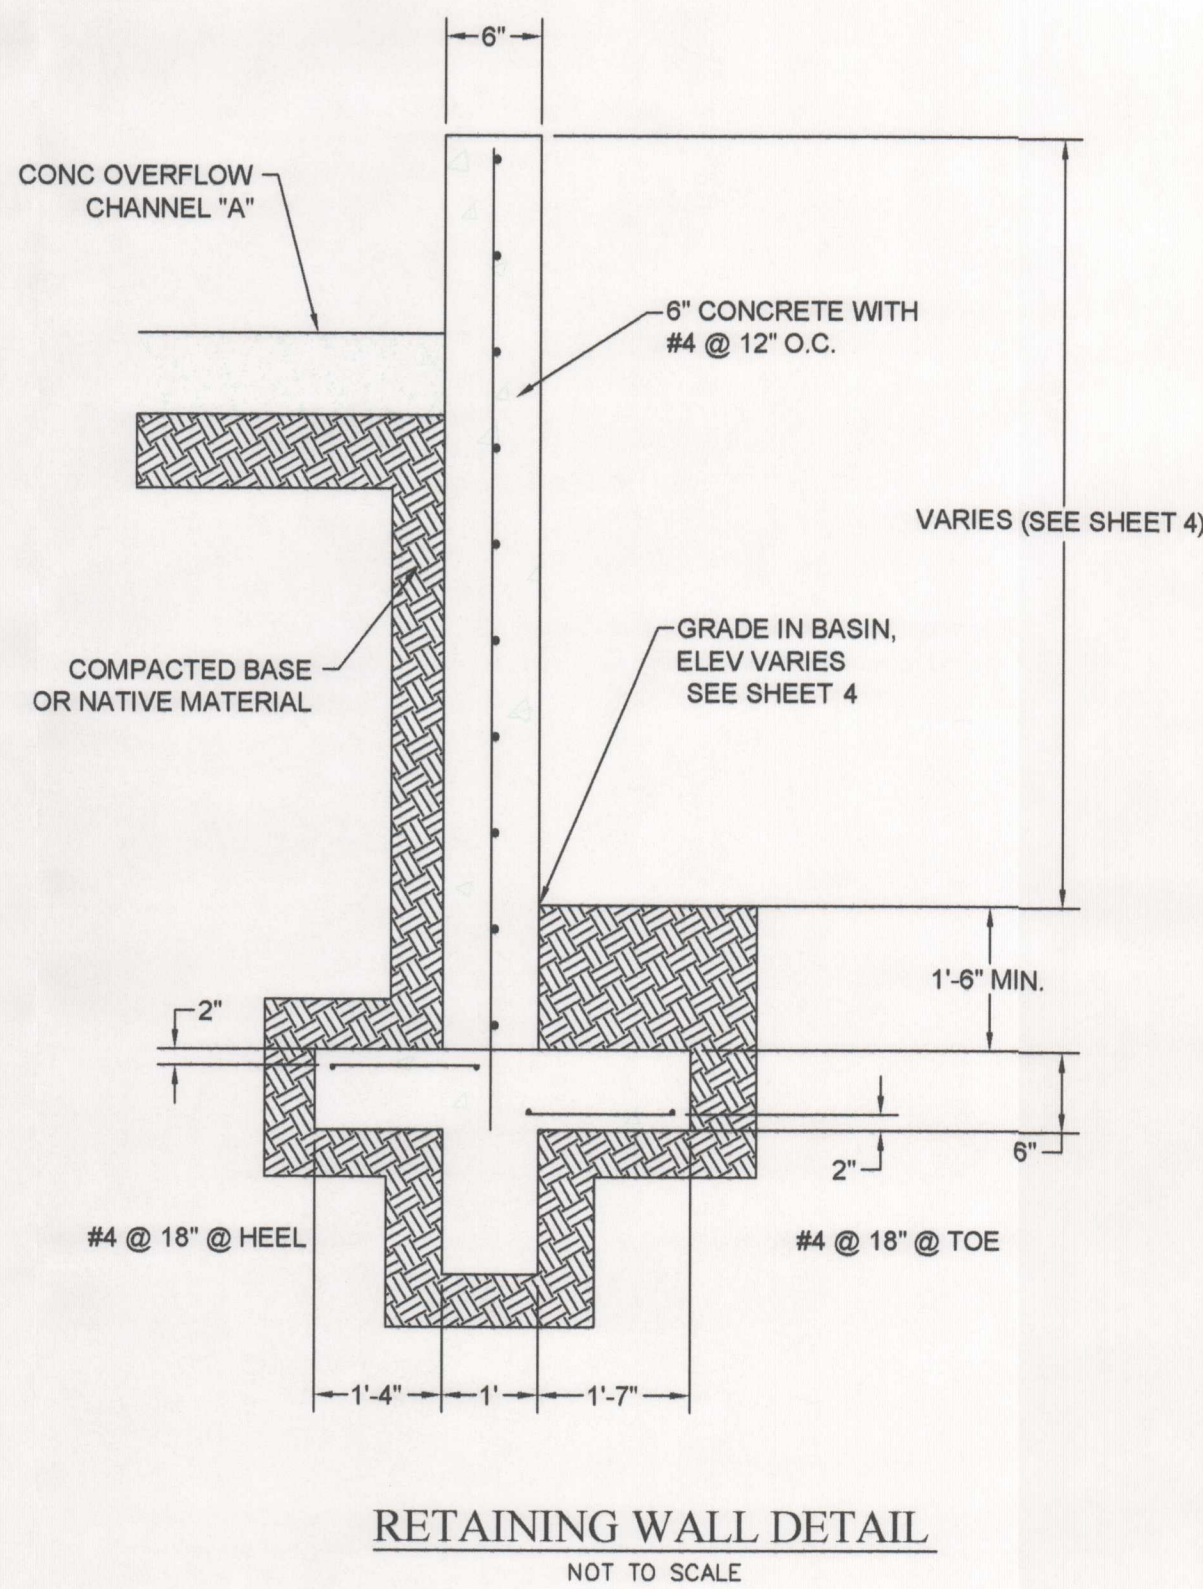 6"
CONC OVERFLOW
CHANNEL "A"
6" CONCRETE WITH
#4 @ 12" O.C.
VARIES (SEE SHEET 4)
GRADE IN BASIN,
ELEV VARIES
SEE SHEET 4
COMPACTED BASE
OR NATIVE MATERIAL
1'-6" MIN.
2"
2"
6"
#4 @ 18" @ HEEL
#4 @ 18" @ TOE
1'-4"
1'
1'-7"
RETAINING WALL DETAIL
NOT TO SCALE